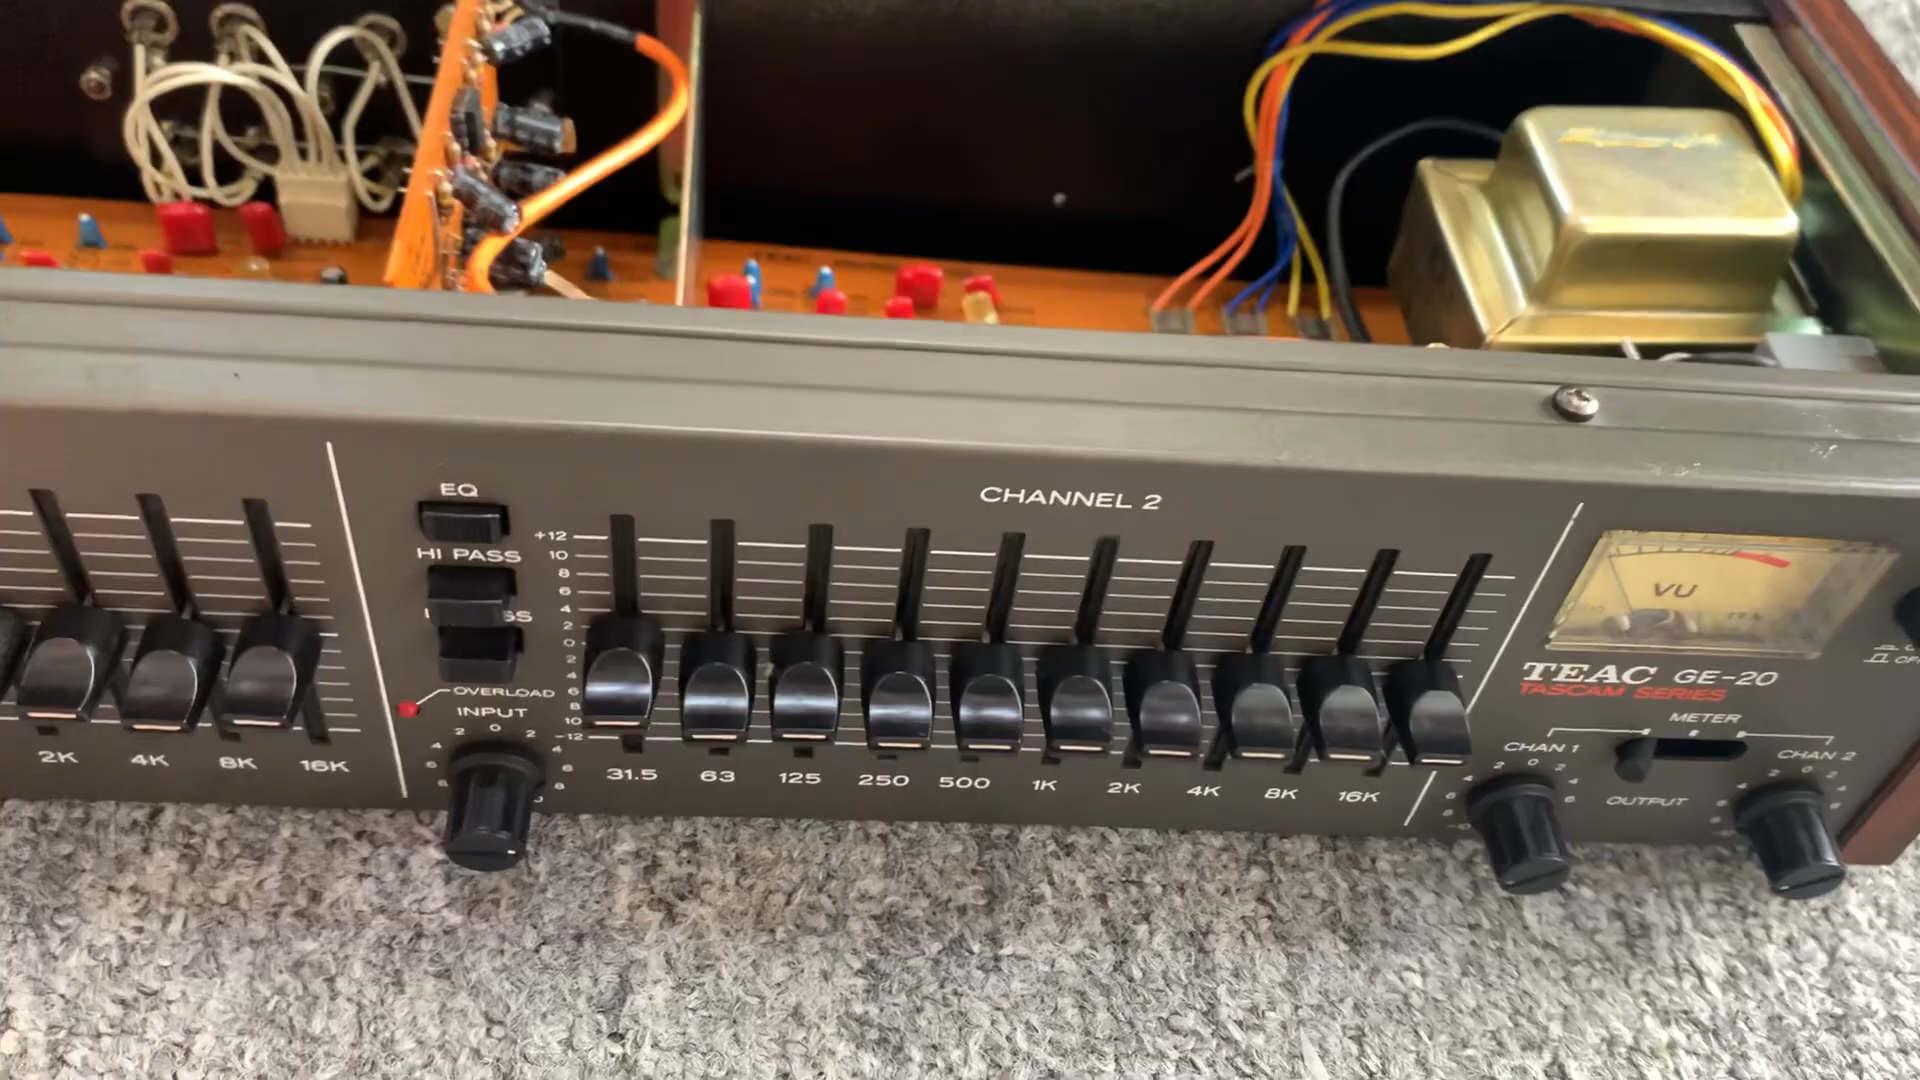 EQ
HI PASS
SS
OVERLOAD
INPUT
CHANNEL 2
+12
10
8
6
4
2
0
2
4
6
8
10
-12
2K 4K 8K 16K
31.5 63 125 250 500 1K 2K 4K 8K 16K
VU
TEAC GE-20
TASCAM SERIES
METER
CHAN 1 CHAN 2
OUTPUT